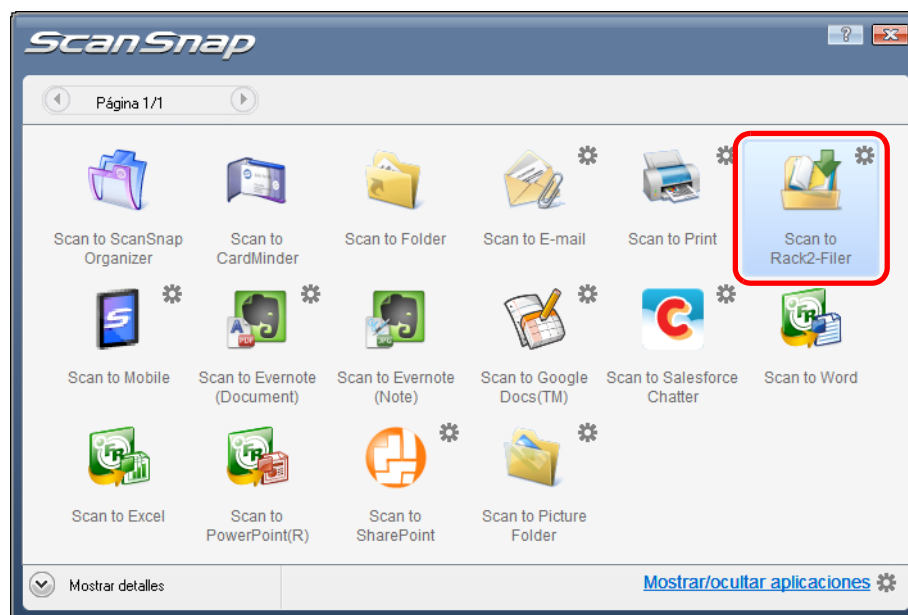 ScanSnap
Página 1/1
Scan to ScanSnap
Organizer
Scan to
CardMinder
Scan to Folder
Scan to E-mail
Scan to Print
Scan to
Rack2-Filer
Scan to Mobile
Scan to Evernote
(Document)
Scan to Evernote
(Note)
Scan to Google
Docs(TM)
Scan to Salesforce
Chatter
Scan to Word
Scan to Excel
Scan to
PowerPoint(R)
Scan to
SharePoint
Scan to Picture
Folder
Mostrar detalles
Mostrar/ocultar aplicaciones